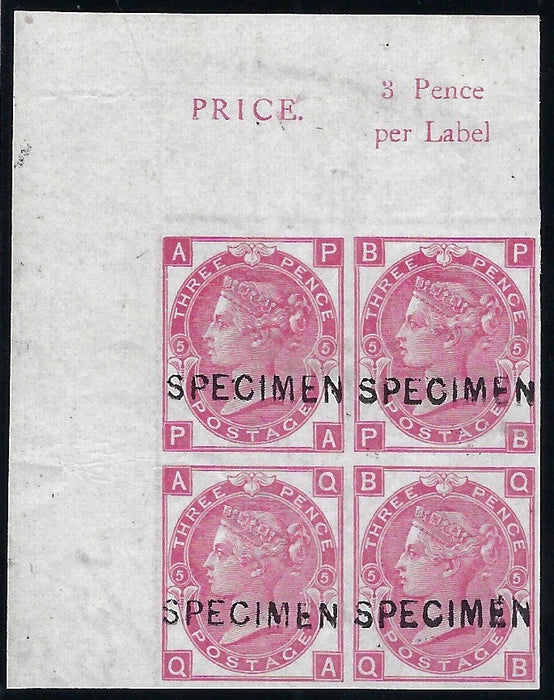 PRICE.
3 Pence
per Label
A P
THREE PENCE
5 5
SPECIMEN
POSTAGE
P A
B P
THREE PENCE
5 5
SPECIMEN
POSTAGE
P B
A Q
THREE PENCE
5 5
SPECIMEN
POSTAGE
Q A
B Q
THREE PENCE
5 5
SPECIMEN
POSTAGE
Q B